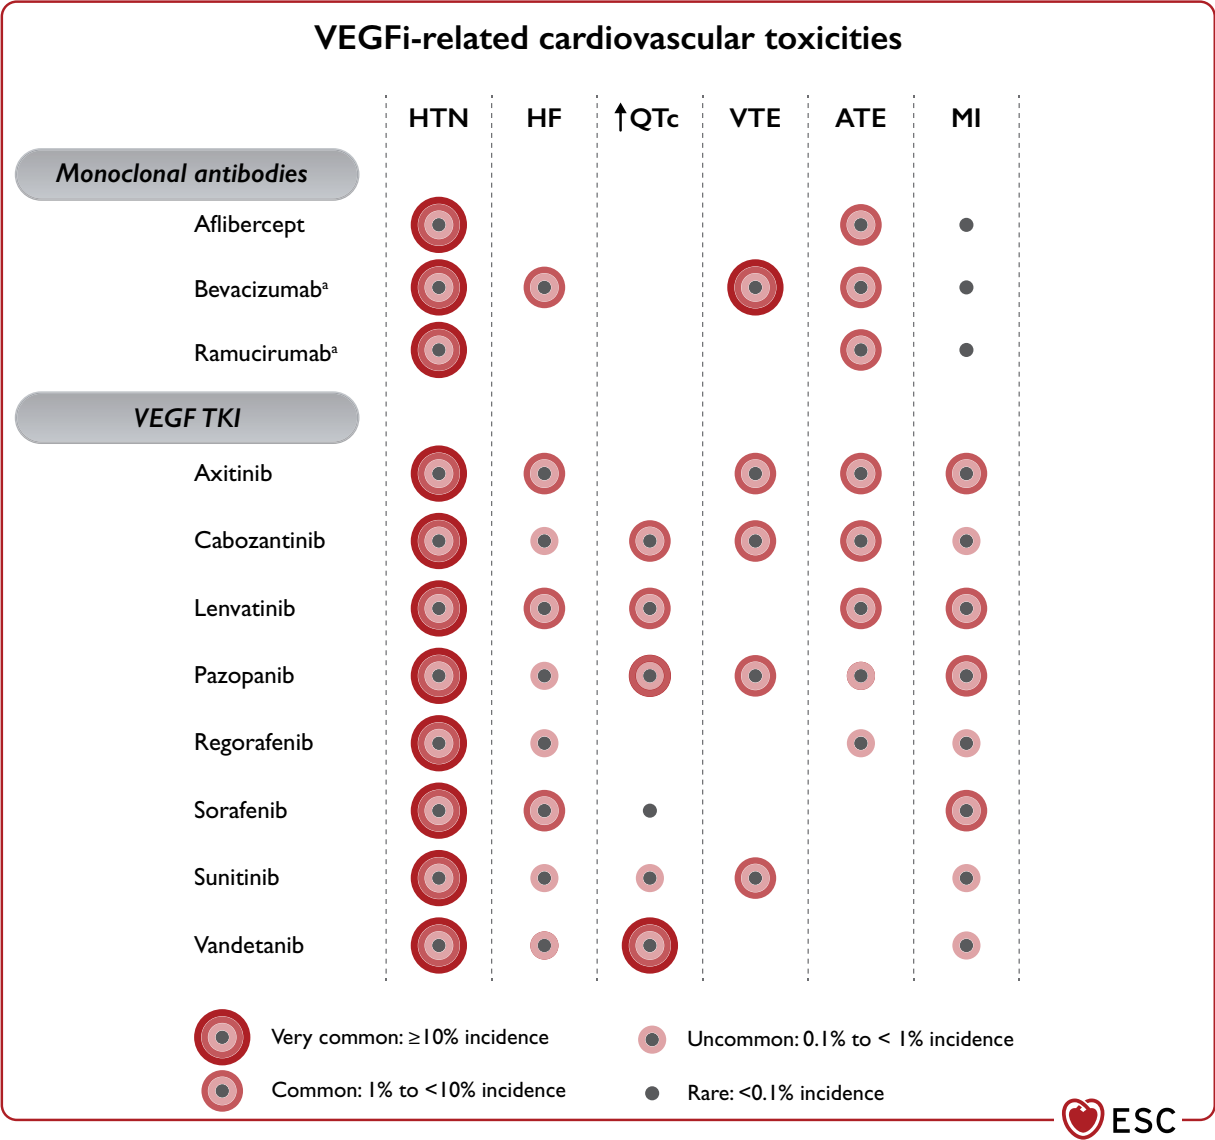 VEGFi-related cardiovascular toxicities
HTN HF ↑QTc VTE ATE MI
Monoclonal antibodies
Aflibercept
Bevacizumabᵃ
Ramucirumabᵃ
VEGF TKI
Axitinib
Cabozantinib
Lenvatinib
Pazopanib
Regorafenib
Sorafenib
Sunitinib
Vandetanib
Very common: ≥10% incidence
Uncommon: 0.1% to < 1% incidence
Common: 1% to <10% incidence
Rare: <0.1% incidence
ESC